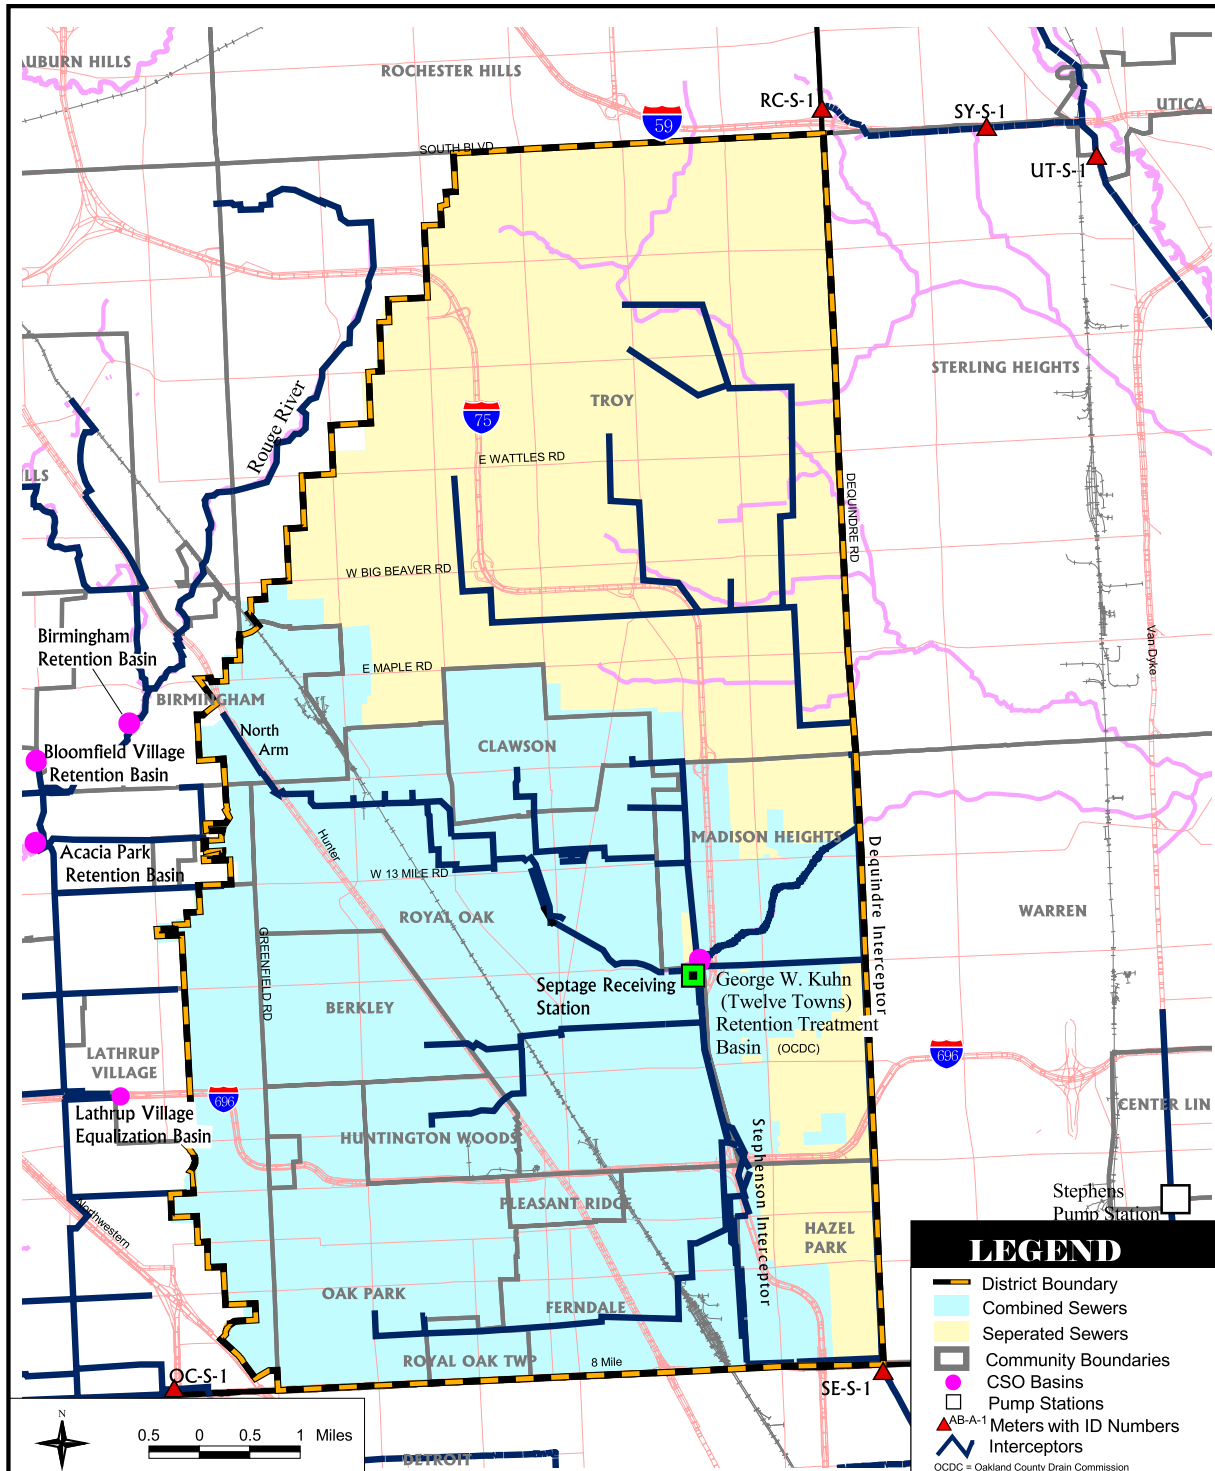 AUBURN HILLS
ROCHESTER HILLS
RC-S-1
SY-S-1
UTICA
59
SOUTH BLVD
UT-S-1
STERLING HEIGHTS
Rouge River
TROY
75
E WATTLES RD
LLS
DEQUINDRE RD
W BIG BEAVER RD
Birmingham
Retention Basin
E MAPLE RD
Van Dyke
BIRMINGHAM
North
Arm
CLAWSON
Bloomfield Village
Retention Basin
MADISON HEIGHTS
Hunter
Acacia Park
Retention Basin
W 13 MILE RD
Dequindre Interceptor
WARREN
ROYAL OAK
GREENFIELD RD
Septage Receiving
Station
George W. Kuhn
(Twelve Towns)
Retention Treatment
Basin (OCDC)
BERKLEY
LATHRUP
VILLAGE
696
696
CENTER LIN
Lathrup Village
Equalization Basin
HUNTINGTON WOODS
Stephenson Interceptor
PLEASANT RIDGE
Stephens
Pump Station
Northwestern
HAZEL
PARK
OAK PARK
FERNDALE
ROYAL OAK TWP
8 Mile
OC-S-1
SE-S-1
DETROIT
N
0.5 0 0.5 1 Miles
LEGEND
District Boundary
Combined Sewers
Seperated Sewers
Community Boundaries
CSO Basins
Pump Stations
AB-A-1 Meters with ID Numbers
Interceptors
OCDC = Oakland County Drain Commission